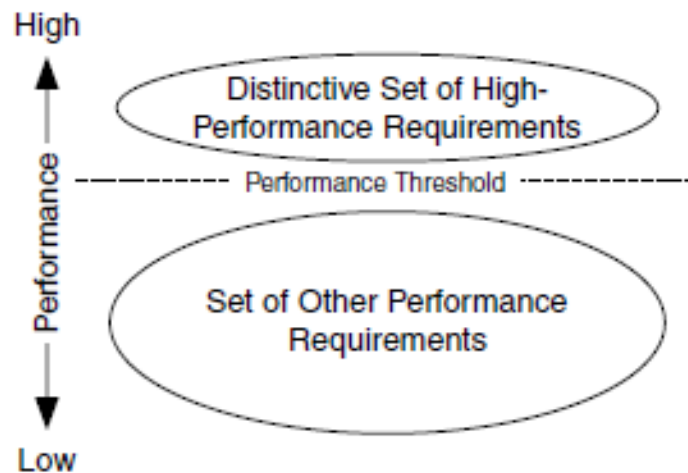 High
Distinctive Set of High-
Performance Requirements
Performance Threshold
Performance
Set of Other Performance
Requirements
Low